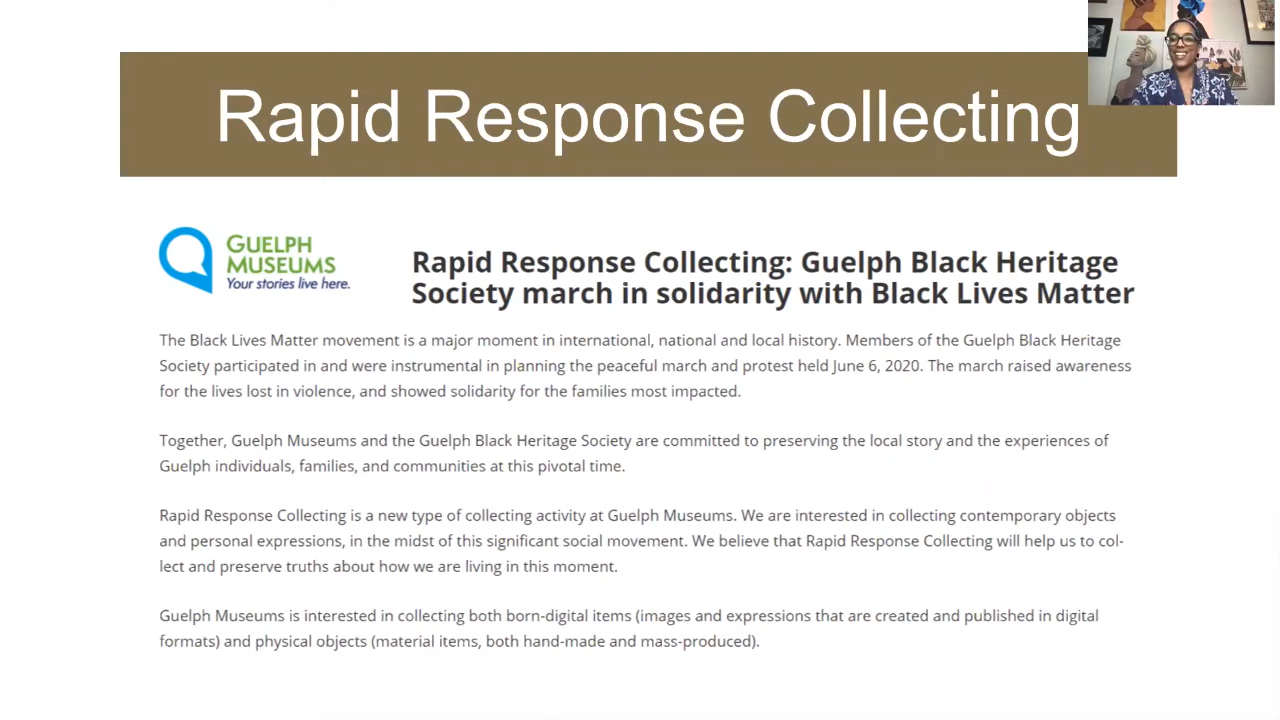 Rapid Response Collecting
GUELPH
MUSEUMS
Your stories live here.
Rapid Response Collecting: Guelph Black Heritage
Society march in solidarity with Black Lives Matter
The Black Lives Matter movement is a major moment in international, national and local history. Members of the Guelph Black Heritage
Society participated in and were instrumental in planning the peaceful march and protest held June 6, 2020. The march raised awareness
for the lives lost in violence, and showed solidarity for the families most impacted.
Together, Guelph Museums and the Guelph Black Heritage Society are committed to preserving the local story and the experiences of
Guelph individuals, families, and communities at this pivotal time.
Rapid Response Collecting is a new type of collecting activity at Guelph Museums. We are interested in collecting contemporary objects
and personal expressions, in the midst of this significant social movement. We believe that Rapid Response Collecting will help us to col-
lect and preserve truths about how we are living in this moment.
Guelph Museums is interested in collecting both born-digital items (images and expressions that are created and published in digital
formats) and physical objects (material items, both hand-made and mass-produced).